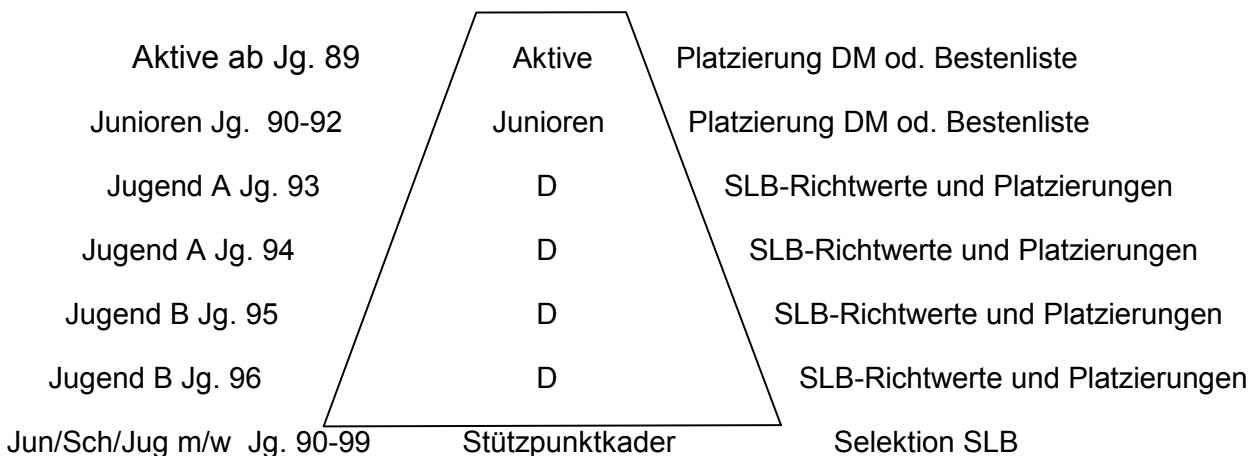 Aktive ab Jg. 89 Aktive Platzierung DM od. Bestenliste
Junioren Jg. 90-92 Junioren Platzierung DM od. Bestenliste
Jugend A Jg. 93 D SLB-Richtwerte und Platzierungen
Jugend A Jg. 94 D SLB-Richtwerte und Platzierungen
Jugend B Jg. 95 D SLB-Richtwerte und Platzierungen
Jugend B Jg. 96 D SLB-Richtwerte und Platzierungen
Jun/Sch/Jug m/w Jg. 90-99 Stützpunktkader Selektion SLB